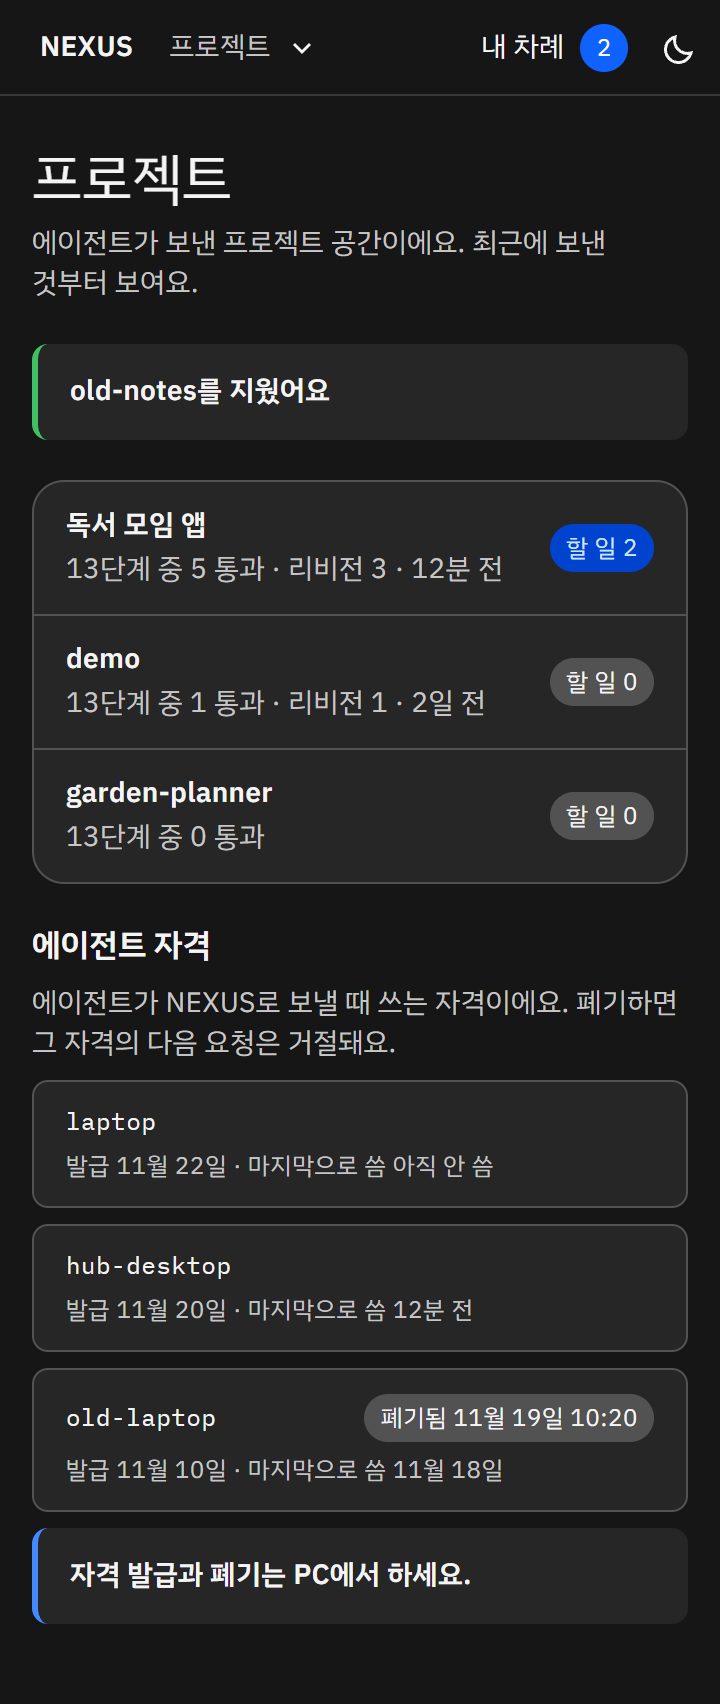 NEXUS 프로젝트 내 차례 2
프로젝트
에이전트가 보낸 프로젝트 공간이에요. 최근에 보낸
것부터 보여요.
old-notes를 지웠어요
독서 모임 앱
13단계 중 5 통과 · 리비전 3 · 12분 전
할 일 2
demo
13단계 중 1 통과 · 리비전 1 · 2일 전
할 일 0
garden-planner
13단계 중 0 통과
할 일 0
에이전트 자격
에이전트가 NEXUS로 보낼 때 쓰는 자격이에요. 폐기하면
그 자격의 다음 요청은 거절돼요.
laptop
발급 11월 22일 · 마지막으로 씀 아직 안 씀
hub-desktop
발급 11월 20일 · 마지막으로 씀 12분 전
old-laptop 폐기됨 11월 19일 10:20
발급 11월 10일 · 마지막으로 씀 11월 18일
자격 발급과 폐기는 PC에서 하세요.